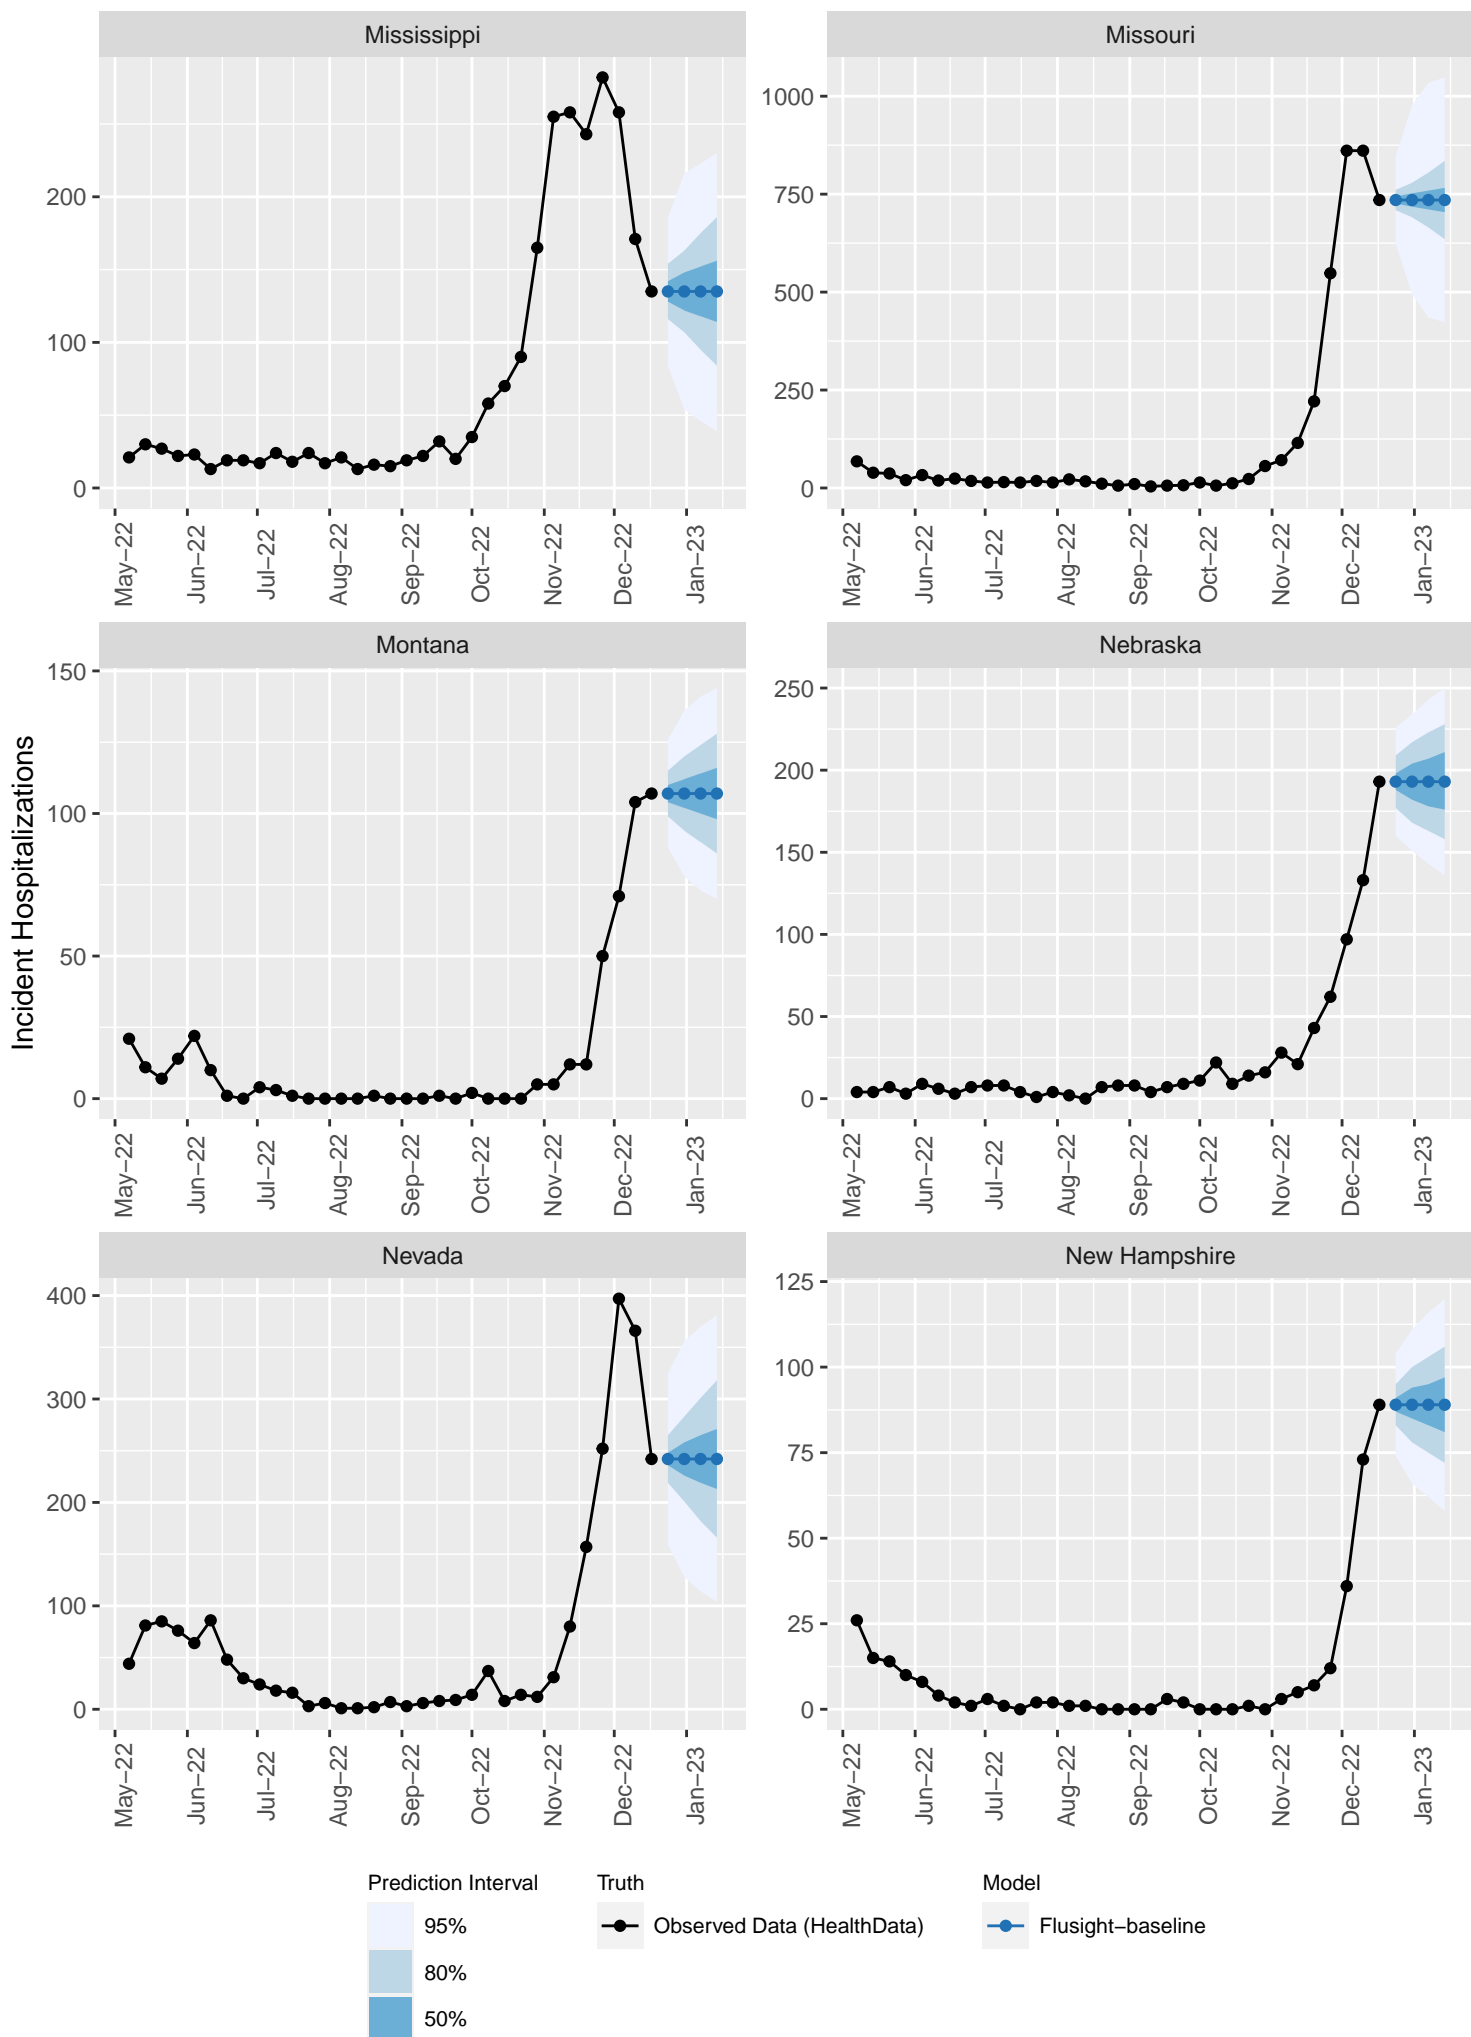 Mississippi
Missouri
0
100
200
0
250
500
750
1000
May−22
Jun−22
Jul−22
Aug−22
Sep−22
Oct−22
Nov−22
Dec−22
Jan−23
May−22
Jun−22
Jul−22
Aug−22
Sep−22
Oct−22
Nov−22
Dec−22
Jan−23
Montana
Nebraska
0
50
100
150
0
50
100
150
200
250
May−22
Jun−22
Jul−22
Aug−22
Sep−22
Oct−22
Nov−22
Dec−22
Jan−23
May−22
Jun−22
Jul−22
Aug−22
Sep−22
Oct−22
Nov−22
Dec−22
Jan−23
Incident Hospitalizations
Nevada
New Hampshire
0
100
200
300
400
0
25
50
75
100
125
May−22
Jun−22
Jul−22
Aug−22
Sep−22
Oct−22
Nov−22
Dec−22
Jan−23
May−22
Jun−22
Jul−22
Aug−22
Sep−22
Oct−22
Nov−22
Dec−22
Jan−23
Prediction Interval
95%
80%
50%
Truth
Observed Data (HealthData)
Model
Flusight−baseline